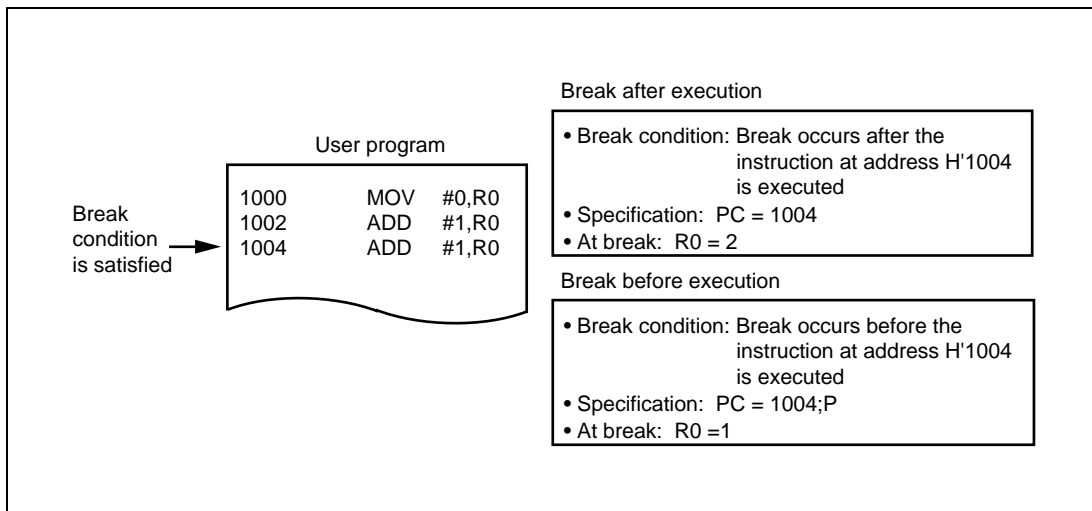 Break
condition
is satisfied
User program
1000 MOV #0,R0
1002 ADD #1,R0
1004 ADD #1,R0
Break after execution
• Break condition: Break occurs after the
instruction at address H'1004
is executed
• Specification: PC = 1004
• At break: R0 = 2
Break before execution
• Break condition: Break occurs before the
instruction at address H'1004
is executed
• Specification: PC = 1004;P
• At break: R0 =1